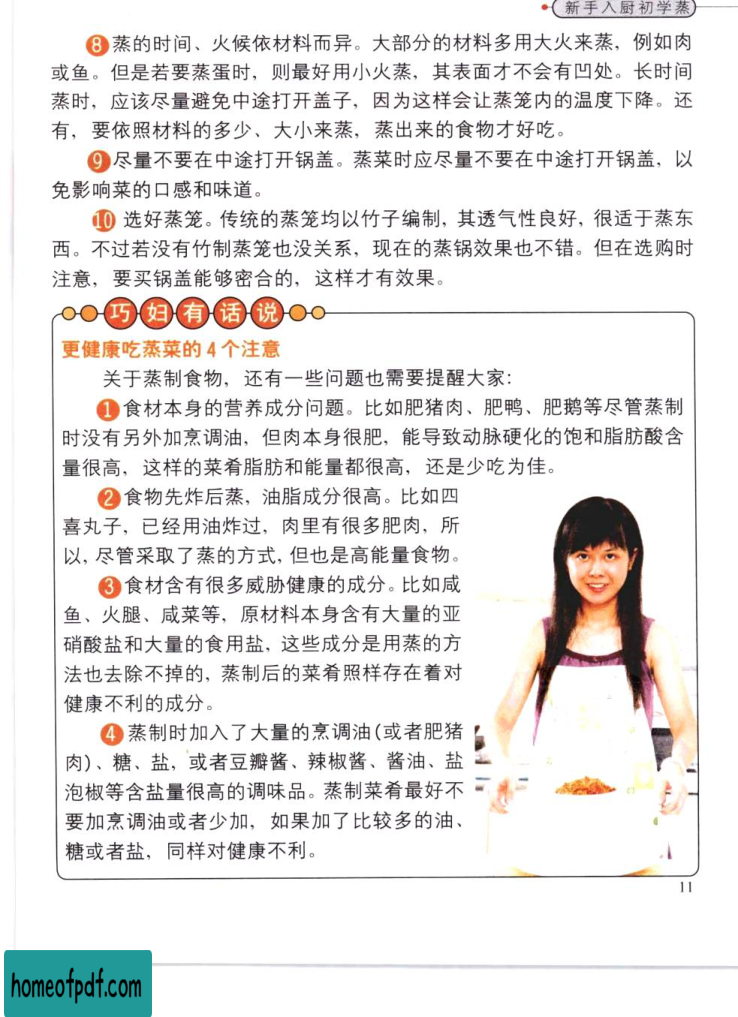 新手入厨初学蒸
8 蒸的时间、火候依材料而异。大部分的材料多用大火来蒸，例如肉
或鱼。但是若要蒸蛋时，则最好用小火蒸，其表面才不会有凹处。长时间
蒸时，应该尽量避免中途打开盖子，因为这样会让蒸笼内的温度下降。还
有，要依照材料的多少、大小来蒸，蒸出来的食物才好吃。
9 尽量不要在中途打开锅盖。蒸菜时应尽量不要在中途打开锅盖，以
免影响菜的口感和味道。
10 选好蒸笼。传统的蒸笼均以竹子编制，其透气性良好，很适于蒸东
西。不过若没有竹制蒸笼也没关系，现在的蒸锅效果也不错。但在选购时
注意，要买锅盖能够密合的，这样才有效果。
巧妇有话说
更健康吃蒸菜的4个注意
关于蒸制食物，还有一些问题也需要提醒大家：
1 食材本身的营养成分问题。比如肥猪肉、肥鸭、肥鹅等尽管蒸制
时没有另外加烹调油，但肉本身很肥，能导致动脉硬化的饱和脂肪酸含
量很高，这样的菜肴脂肪和能量都很高，还是少吃为佳。
2 食物先炸后蒸，油脂成分很高。比如四
喜丸子，已经用油炸过，肉里有很多肥肉，所
以，尽管采取了蒸的方式，但也是高能量食物。
3 食材含有很多威胁健康的成分。比如咸
鱼、火腿、咸菜等，原材料本身含有大量的亚
硝酸盐和大量的食用盐，这些成分是用蒸的方
法也去除不掉的，蒸制后的菜肴照样存在着对
健康不利的成分。
4 蒸制时加入了大量的烹调油（或者肥猪
肉）、糖、盐，或者豆瓣酱、辣椒酱、酱油、盐
泡椒等含盐量很高的调味品。蒸制菜肴最好不
要加烹调油或者少加，如果加了比较多的油、
糖或者盐，同样对健康不利。
11
homeofpdf.com